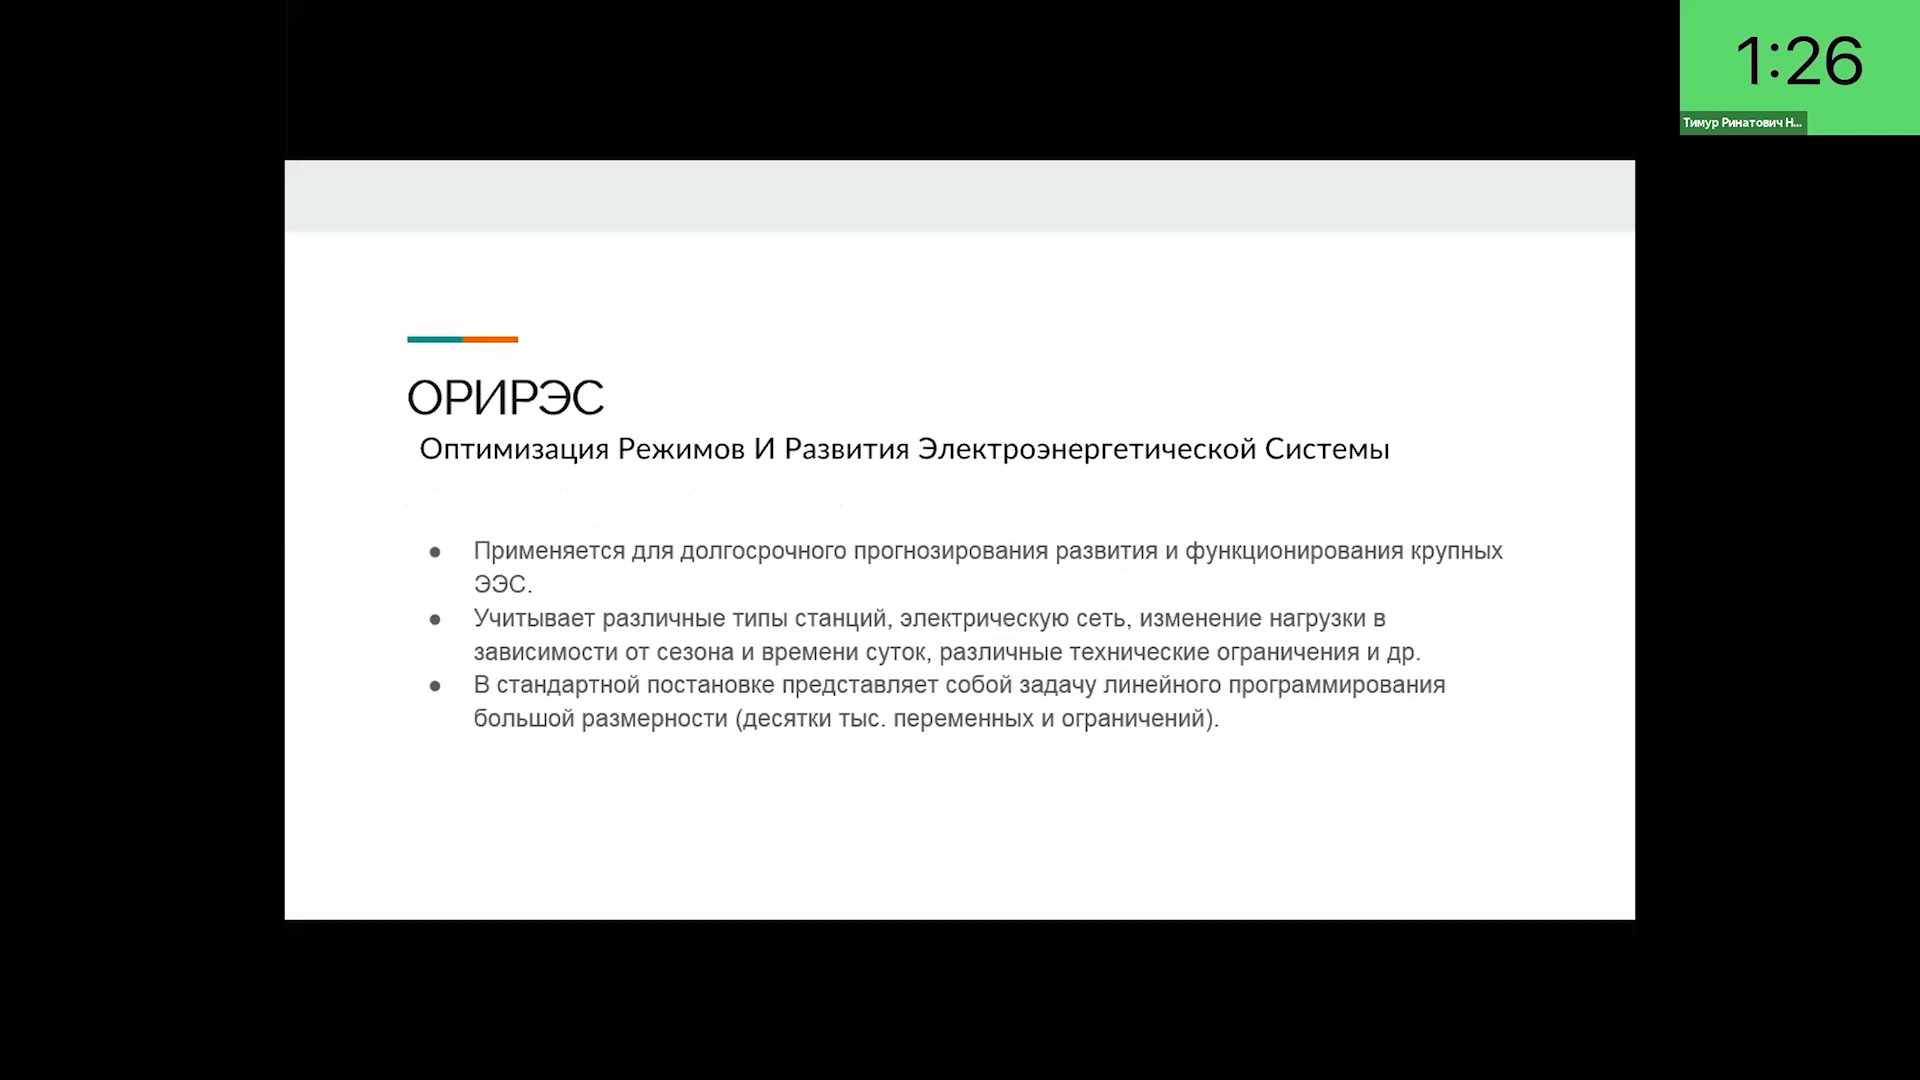 1:26
Тимур Ринатович Н...
ОРИРЭС
Оптимизация Режимов И Развития Электроэнергетической Системы
● Применяется для долгосрочного прогнозирования развития и функционирования крупных
ЭЭС.
● Учитывает различные типы станций, электрическую сеть, изменение нагрузки в
зависимости от сезона и времени суток, различные технические ограничения и др.
● В стандартной постановке представляет собой задачу линейного программирования
большой размерности (десятки тыс. переменных и ограничений).